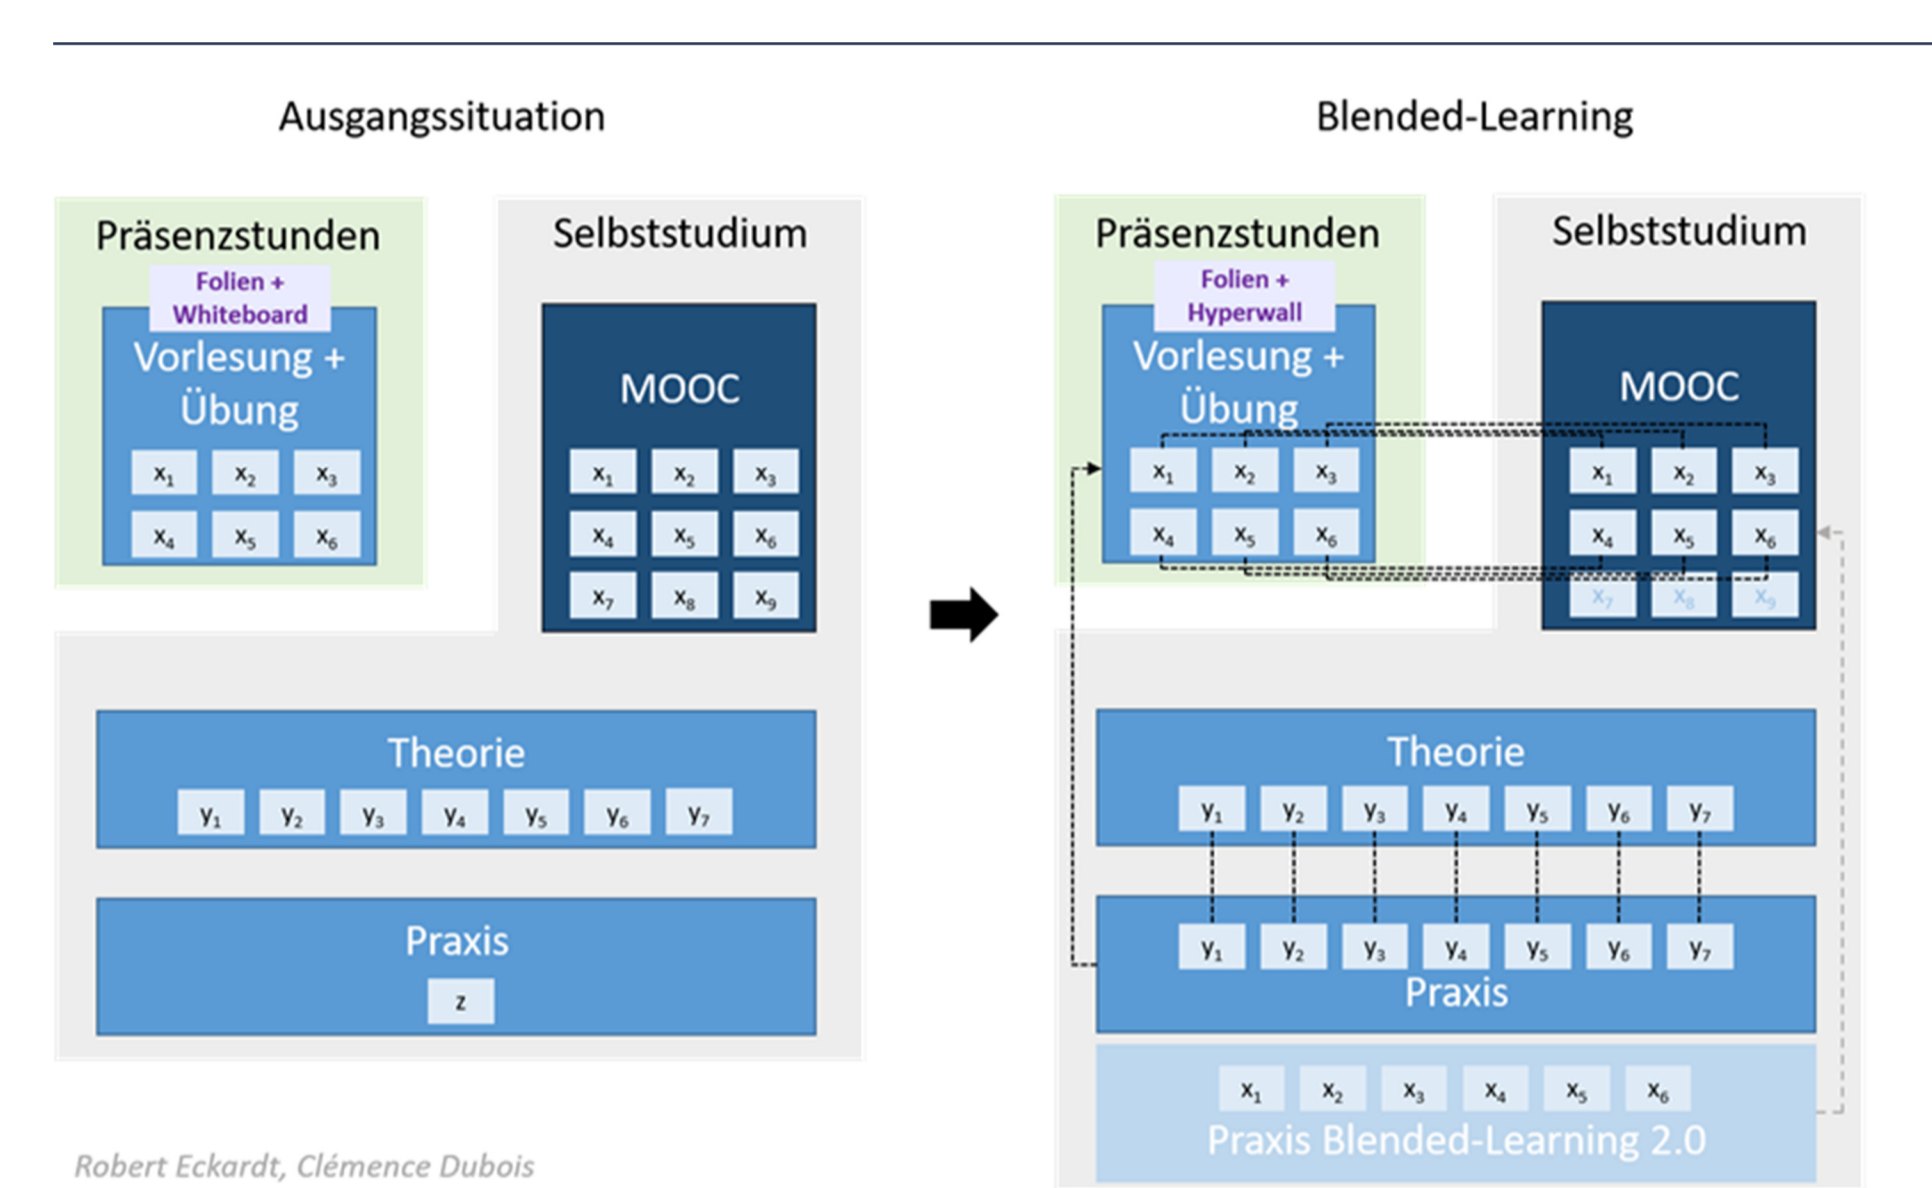 Ausgangssituation
Präsenzstunden
Folien +
Whiteboard
Vorlesung +
Übung
x1 x2 x3
x4 x5 x6
Selbststudium
MOOC
x1 x2 x3
x4 x5 x6
x7 x8 x9
Theorie
y1 y2 y3 y4 y5 y6 y7
Praxis
z
Blended-Learning
Präsenzstunden
Folien +
Hyperwall
Vorlesung +
Übung
x1 x2 x3
x4 x5 x6
Selbststudium
MOOC
x1 x2 x3
x4 x5 x6
x7 x8 x9
Theorie
y1 y2 y3 y4 y5 y6 y7
y1 y2 y3 y4 y5 y6 y7
Praxis
x1 x2 x3 x4 x5 x6
Praxis Blended-Learning 2.0
Robert Eckardt, Clémence Dubois